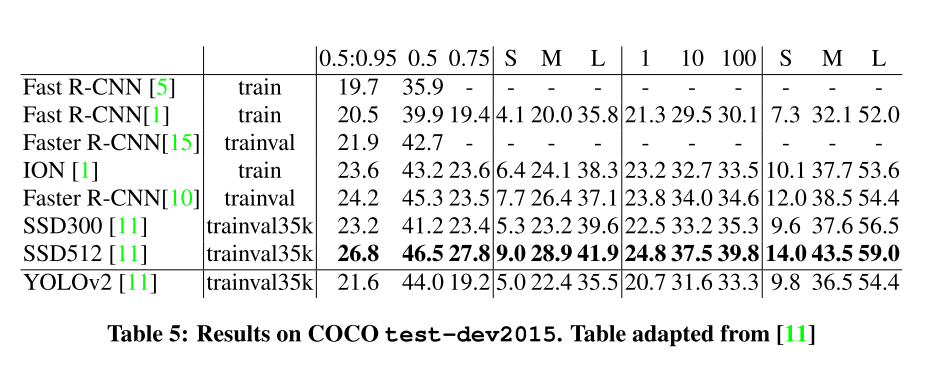 0.5:0.95 0.5 0.75 S M L 1 10 100 S M L
Fast R-CNN [5] train 19.7 35.9 - - - - - - - - - -
Fast R-CNN[1] train 20.5 39.9 19.4 4.1 20.0 35.8 21.3 29.5 30.1 7.3 32.1 52.0
Faster R-CNN[15] trainval 21.9 42.7 - - - - - - - - - -
ION [1] train 23.6 43.2 23.6 6.4 24.1 38.3 23.2 32.7 33.5 10.1 37.7 53.6
Faster R-CNN[10] trainval 24.2 45.3 23.5 7.7 26.4 37.1 23.8 34.0 34.6 12.0 38.5 54.4
SSD300 [11] trainval35k 23.2 41.2 23.4 5.3 23.2 39.6 22.5 33.2 35.3 9.6 37.6 56.5
SSD512 [11] trainval35k 26.8 46.5 27.8 9.0 28.9 41.9 24.8 37.5 39.8 14.0 43.5 59.0
YOLOv2 [11] trainval35k 21.6 44.0 19.2 5.0 22.4 35.5 20.7 31.6 33.3 9.8 36.5 54.4
Table 5: Results on COCO test-dev2015. Table adapted from [11]